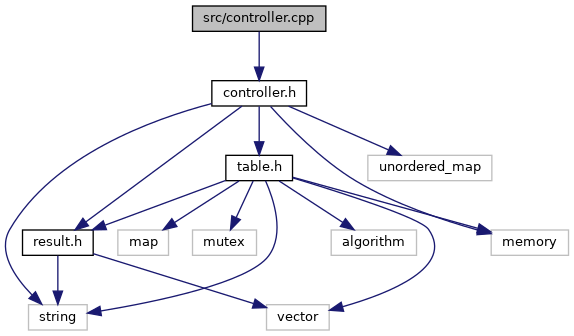 src/controller.cpp
controller.h
table.h
unordered_map
result.h
map
mutex
algorithm
memory
string
vector